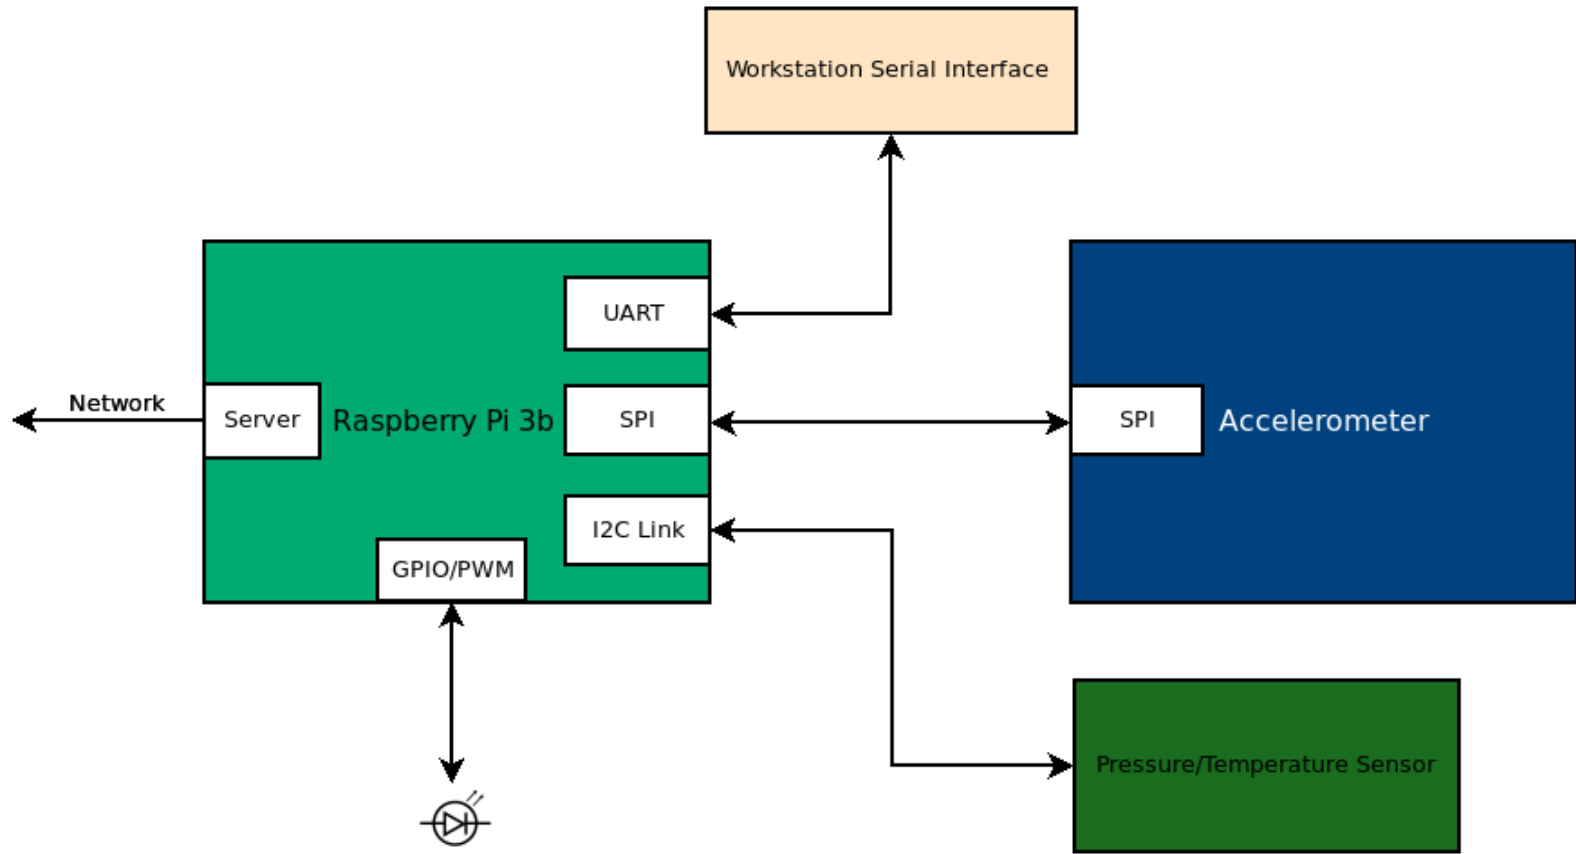 Workstation Serial Interface
UART
Network
Server
Raspberry Pi 3b
SPI
SPI
Accelerometer
I2C Link
GPIO/PWM
Pressure/Temperature Sensor